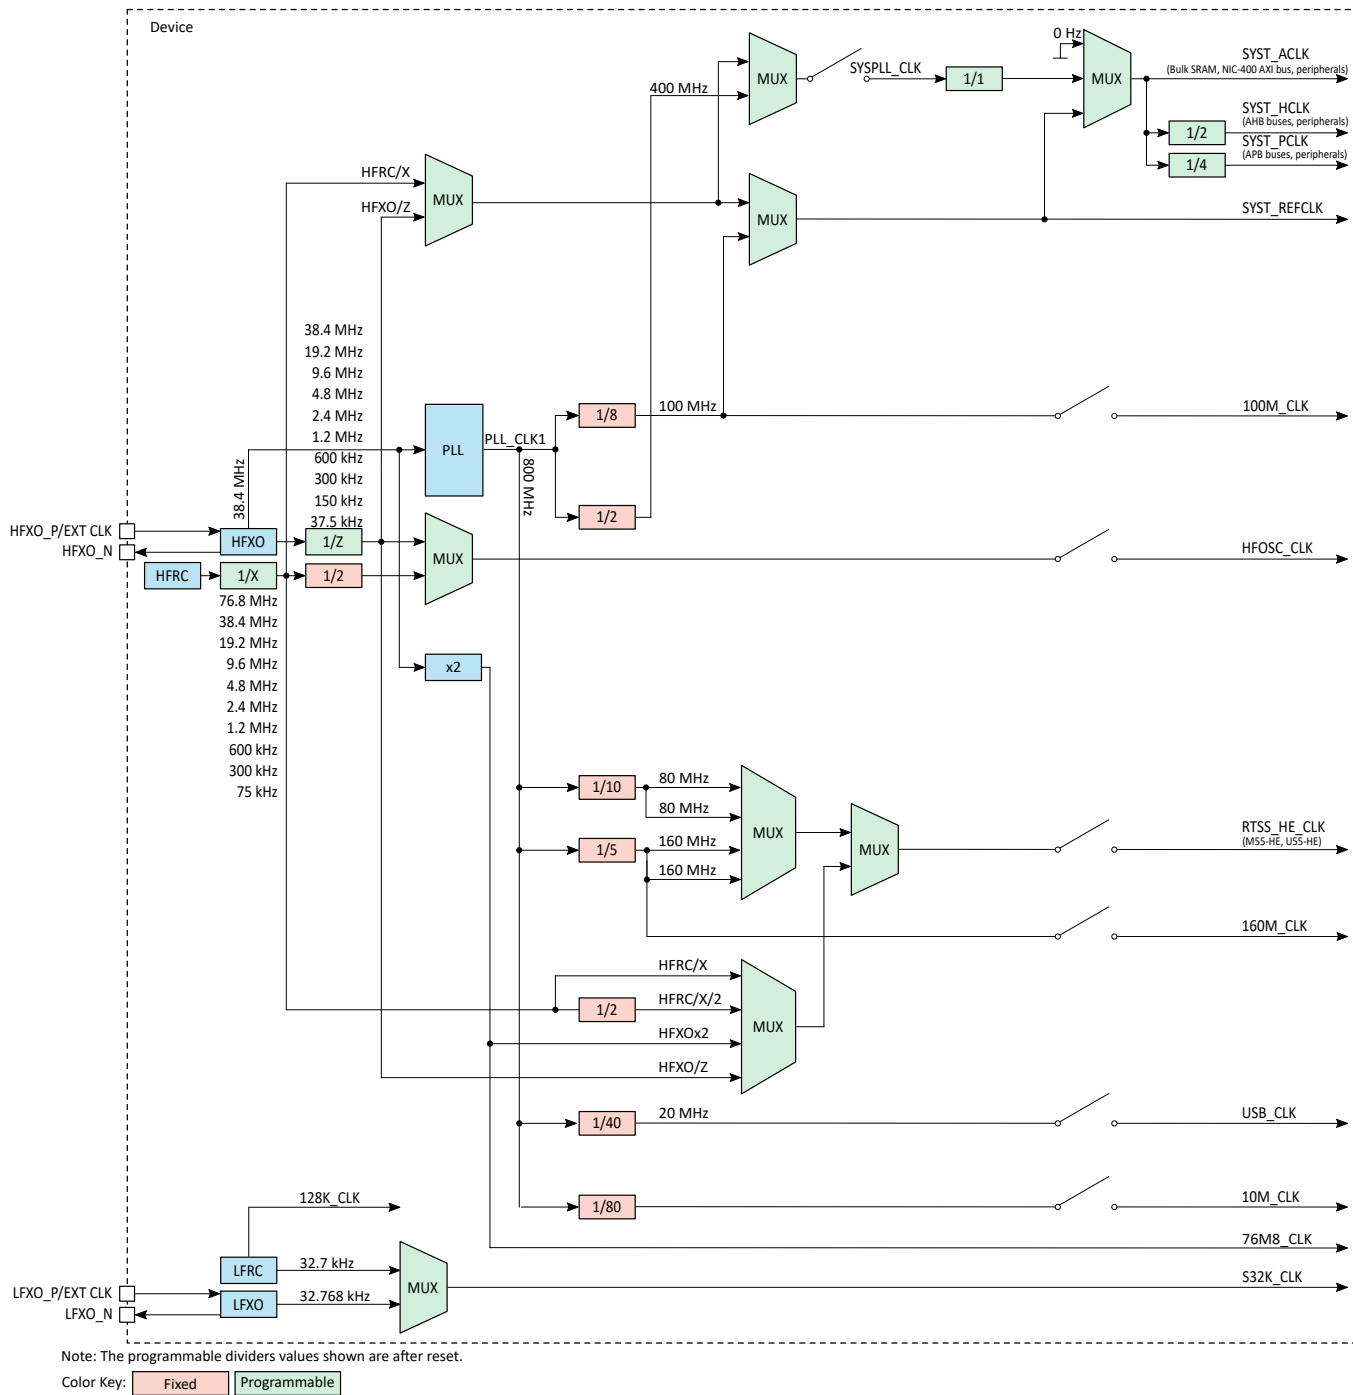 Device
0 Hz
SYST_ACLK
(Bulk SRAM, NIC-400 AXI bus, peripherals)
MUX
SYSPLL_CLK
1/1
MUX
400 MHz
SYST_HCLK
(AHB buses, peripherals)
1/2
SYST_PCLK
(APB buses, peripherals)
1/4
HFRC/X
MUX
HFXO/Z
MUX
SYST_REFCLK
38.4 MHz
19.2 MHz
9.6 MHz
4.8 MHz
2.4 MHz
1.2 MHz
600 kHz
300 kHz
150 kHz
37.5 kHz
1/8
100 MHz
100M_CLK
PLL
PLL_CLK1
800 MHz
38.4 MHz
1/2
HFXO_P/EXT CLK
HFXO_N
HFXO
1/Z
MUX
HFOSC_CLK
HFRC
1/X
1/2
76.8 MHz
38.4 MHz
19.2 MHz
9.6 MHz
4.8 MHz
2.4 MHz
1.2 MHz
600 kHz
300 kHz
75 kHz
x2
1/10
80 MHz
80 MHz
MUX
1/5
160 MHz
160 MHz
MUX
RTSS_HE_CLK
(M55-HE, U55-HE)
160M_CLK
HFRC/X
1/2
HFRC/X/2
MUX
HFXOx2
HFXO/Z
1/40
20 MHz
USB_CLK
128K_CLK
1/80
10M_CLK
76M8_CLK
LFRC
32.7 kHz
MUX
S32K_CLK
LFXO_P/EXT CLK
LFXO_N
LFXO
32.768 kHz
Note: The programmable dividers values shown are after reset.
Color Key: Fixed Programmable